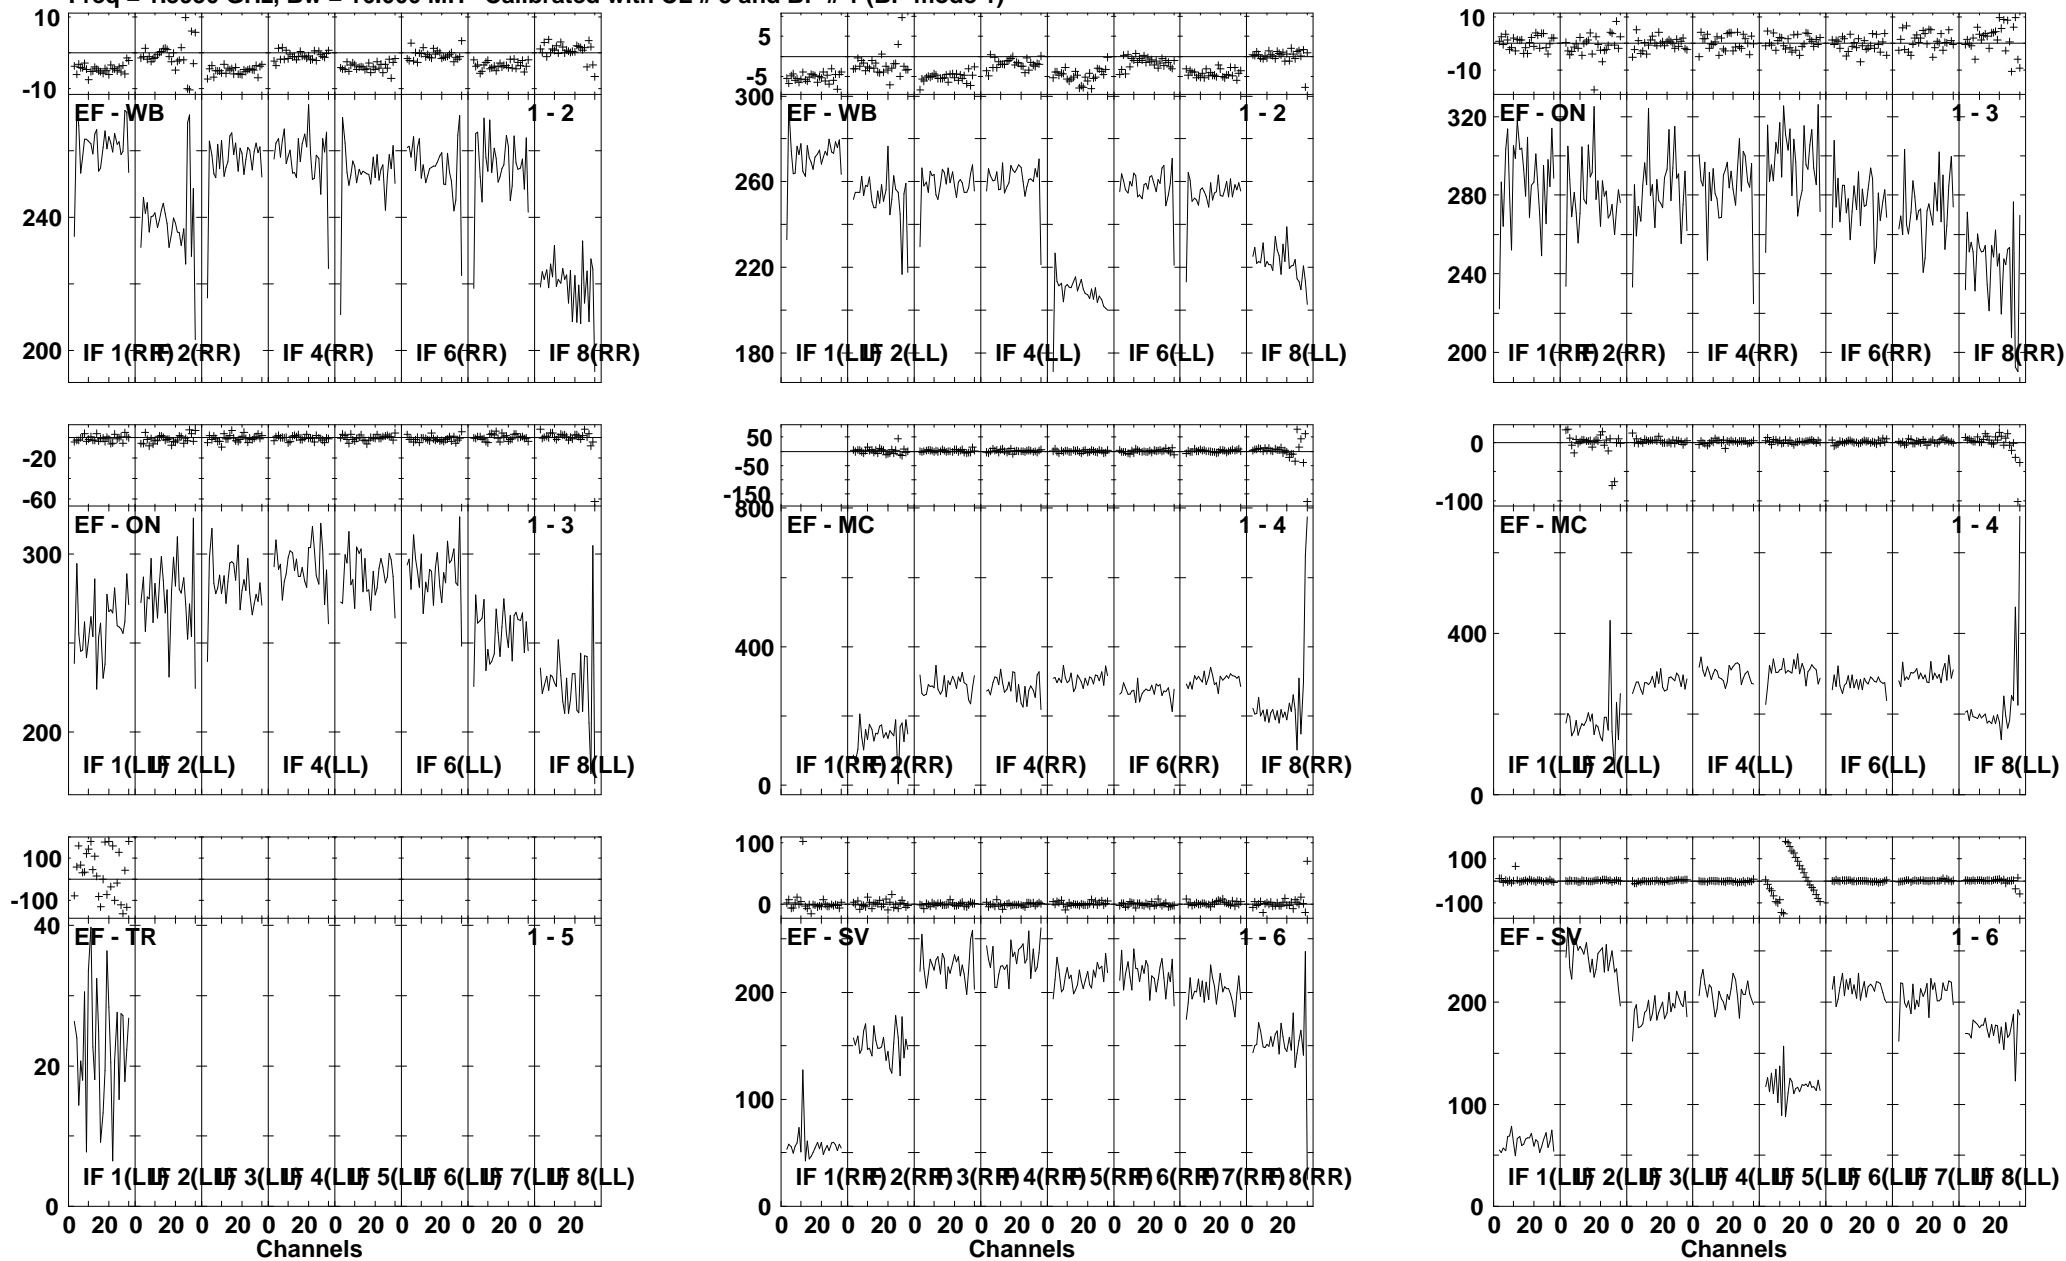 Calibrated with CL and BP # 1 (BP mode 1)
10
0
-10
EF - WB
1 - 2
240
200
IF 1(RR)
IF 2(RR)
IF 4(RR)
IF 6(RR)
IF 8(RR)
5
-5
300
EF - WB
1 - 2
260
220
180
IF 1(LL)
IF 2(LL)
IF 4(LL)
IF 6(LL)
IF 8(LL)
10
0
-10
EF - ON
1 - 3
320
280
240
200
IF 1(RR)
IF 2(RR)
IF 4(RR)
IF 6(RR)
IF 8(RR)
-20
-60
EF - ON
1 - 3
300
200
IF 1(LL)
IF 2(LL)
IF 4(LL)
IF 6(LL)
IF 8(LL)
50
-50
-150
800
EF - MC
1 - 4
400
0
IF 1(RR)
IF 2(RR)
IF 4(RR)
IF 6(RR)
IF 8(RR)
0
-100
EF - MC
1 - 4
400
0
IF 1(LL)
IF 2(LL)
IF 4(LL)
IF 6(LL)
IF 8(LL)
100
-100
40
EF - TR
1 - 5
20
0
IF 1(LL)
IF 2(LL)
IF 3(LL)
IF 4(LL)
IF 5(LL)
IF 6(LL)
IF 7(LL)
IF 8(LL)
0 20 0 20 0 20 0 20 0 20 0 20 0 20 0 20
Channels
100
0
EF - SV
1 - 6
200
100
0
IF 1(RR)
IF 2(RR)
IF 3(RR)
IF 4(RR)
IF 5(RR)
IF 6(RR)
IF 7(RR)
IF 8(RR)
0 20 0 20 0 20 0 20 0 20 0 20 0 20 0 20
Channels
100
-100
EF - SV
1 - 6
200
100
0
IF 1(LL)
IF 2(LL)
IF 3(LL)
IF 4(LL)
IF 5(LL)
IF 6(LL)
IF 7(LL)
IF 8(LL)
0 20 0 20 0 20 0 20 0 20 0 20 0 20 0 20
Channels